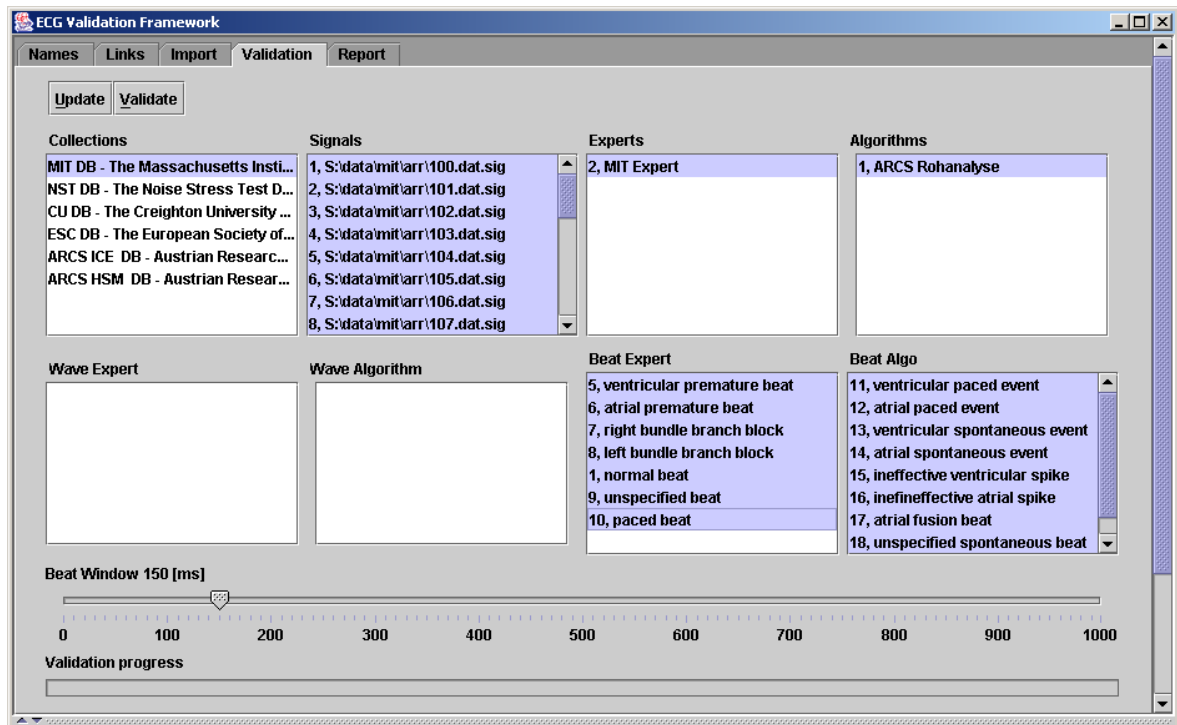 ECG Validation Framework
Names Links Import Validation Report
Update Validate
Collections
MIT DB - The Massachusetts Insti...
NST DB - The Noise Stress Test D...
CU DB - The Creighton University ...
ESC DB - The European Society of...
ARCS ICE DB - Austrian Researc...
ARCS HSM DB - Austrian Resear...
Signals
1, S:\data\mit\arr\100.dat.sig
2, S:\data\mit\arr\101.dat.sig
3, S:\data\mit\arr\102.dat.sig
4, S:\data\mit\arr\103.dat.sig
5, S:\data\mit\arr\104.dat.sig
6, S:\data\mit\arr\105.dat.sig
7, S:\data\mit\arr\106.dat.sig
8, S:\data\mit\arr\107.dat.sig
Experts
2, MIT Expert
Algorithms
1, ARCS Rohanalyse
Wave Expert
Wave Algorithm
Beat Expert
5, ventricular premature beat
6, atrial premature beat
7, right bundle branch block
8, left bundle branch block
1, normal beat
9, unspecified beat
10, paced beat
Beat Algo
11, ventricular paced event
12, atrial paced event
13, ventricular spontaneous event
14, atrial spontaneous event
15, ineffective ventricular spike
16, inefineffective atrial spike
17, atrial fusion beat
18, unspecified spontaneous beat
Beat Window 150 [ms]
0 100 200 300 400 500 600 700 800 900 1000
Validation progress